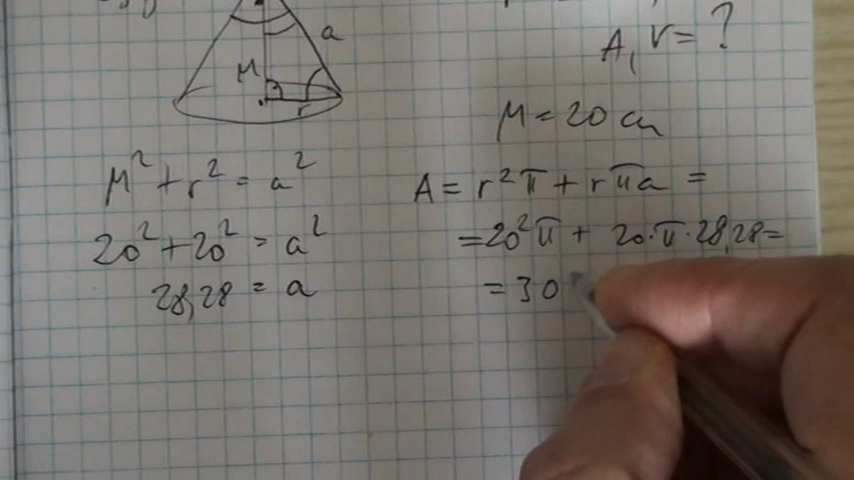 a
M
r
A, V = ?
M = 20 cm
M² + r² = a²
20² + 20² = a²
28,28 = a
A = r²π + rπa =
= 20²π + 20·π·28,28 =
= 30